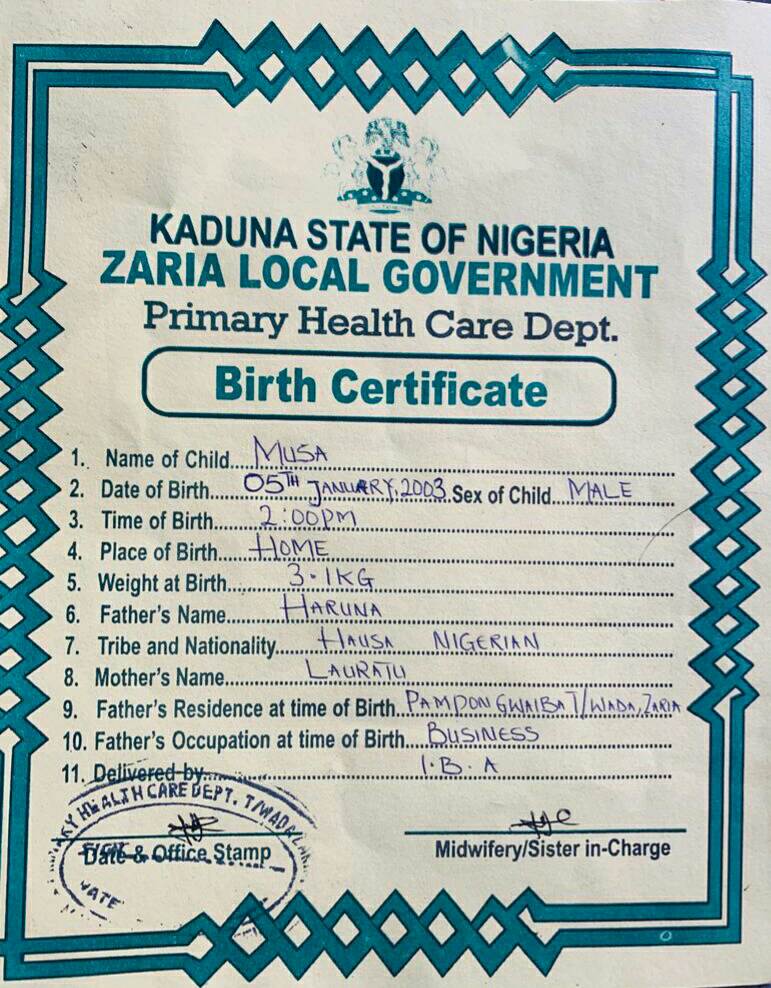 KADUNA STATE OF NIGERIA
ZARIA LOCAL GOVERNMENT
Primary Health Care Dept.
Birth Certificate
1. Name of Child....MUSA
2. Date of Birth....05TH JANUARY, 2003 Sex of Child...MALE
3. Time of Birth....2:00PM
4. Place of Birth....HOME
5. Weight at Birth....3.1KG
6. Father's Name....HARUNA
7. Tribe and Nationality....HAUSA NIGERIAN
8. Mother's Name....LAURATU
9. Father's Residence at time of Birth..PAMPON GWAIBA T/WADA, ZARIA
10. Father's Occupation at time of Birth...BUSINESS
11. Delivered by....I.B.A
HEALTH CARE DEPT. T/WADA
Date & Office Stamp
Midwifery/Sister in-Charge
DATE